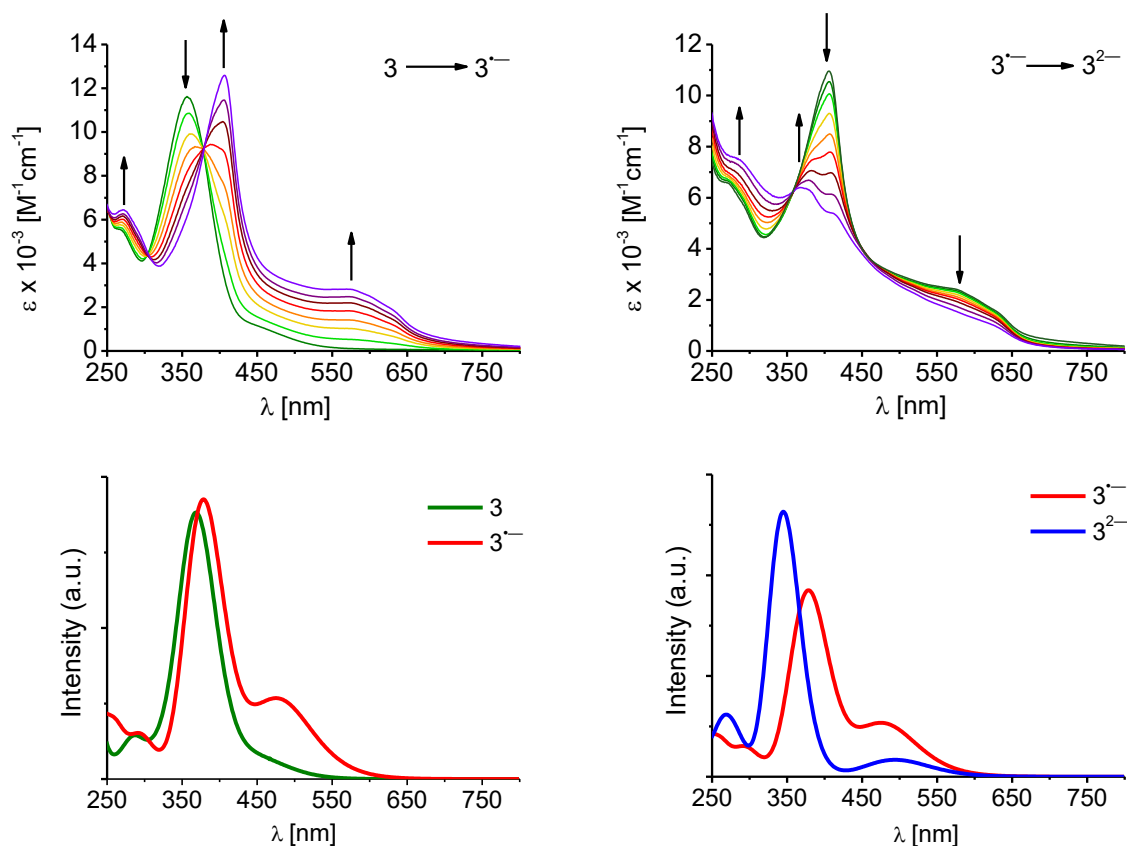 14
12
10
8
6
4
2
0
ε x 10⁻³ [M⁻¹cm⁻¹]
3 → 3•—
250 350 450 550 650 750
λ [nm]
12
10
8
6
4
2
0
ε x 10⁻³ [M⁻¹cm⁻¹]
3•— → 3²—
250 350 450 550 650 750
λ [nm]
Intensity (a.u.)
3
3•—
250 350 450 550 650 750
λ [nm]
Intensity (a.u.)
3•—
3²—
250 350 450 550 650 750
λ [nm]